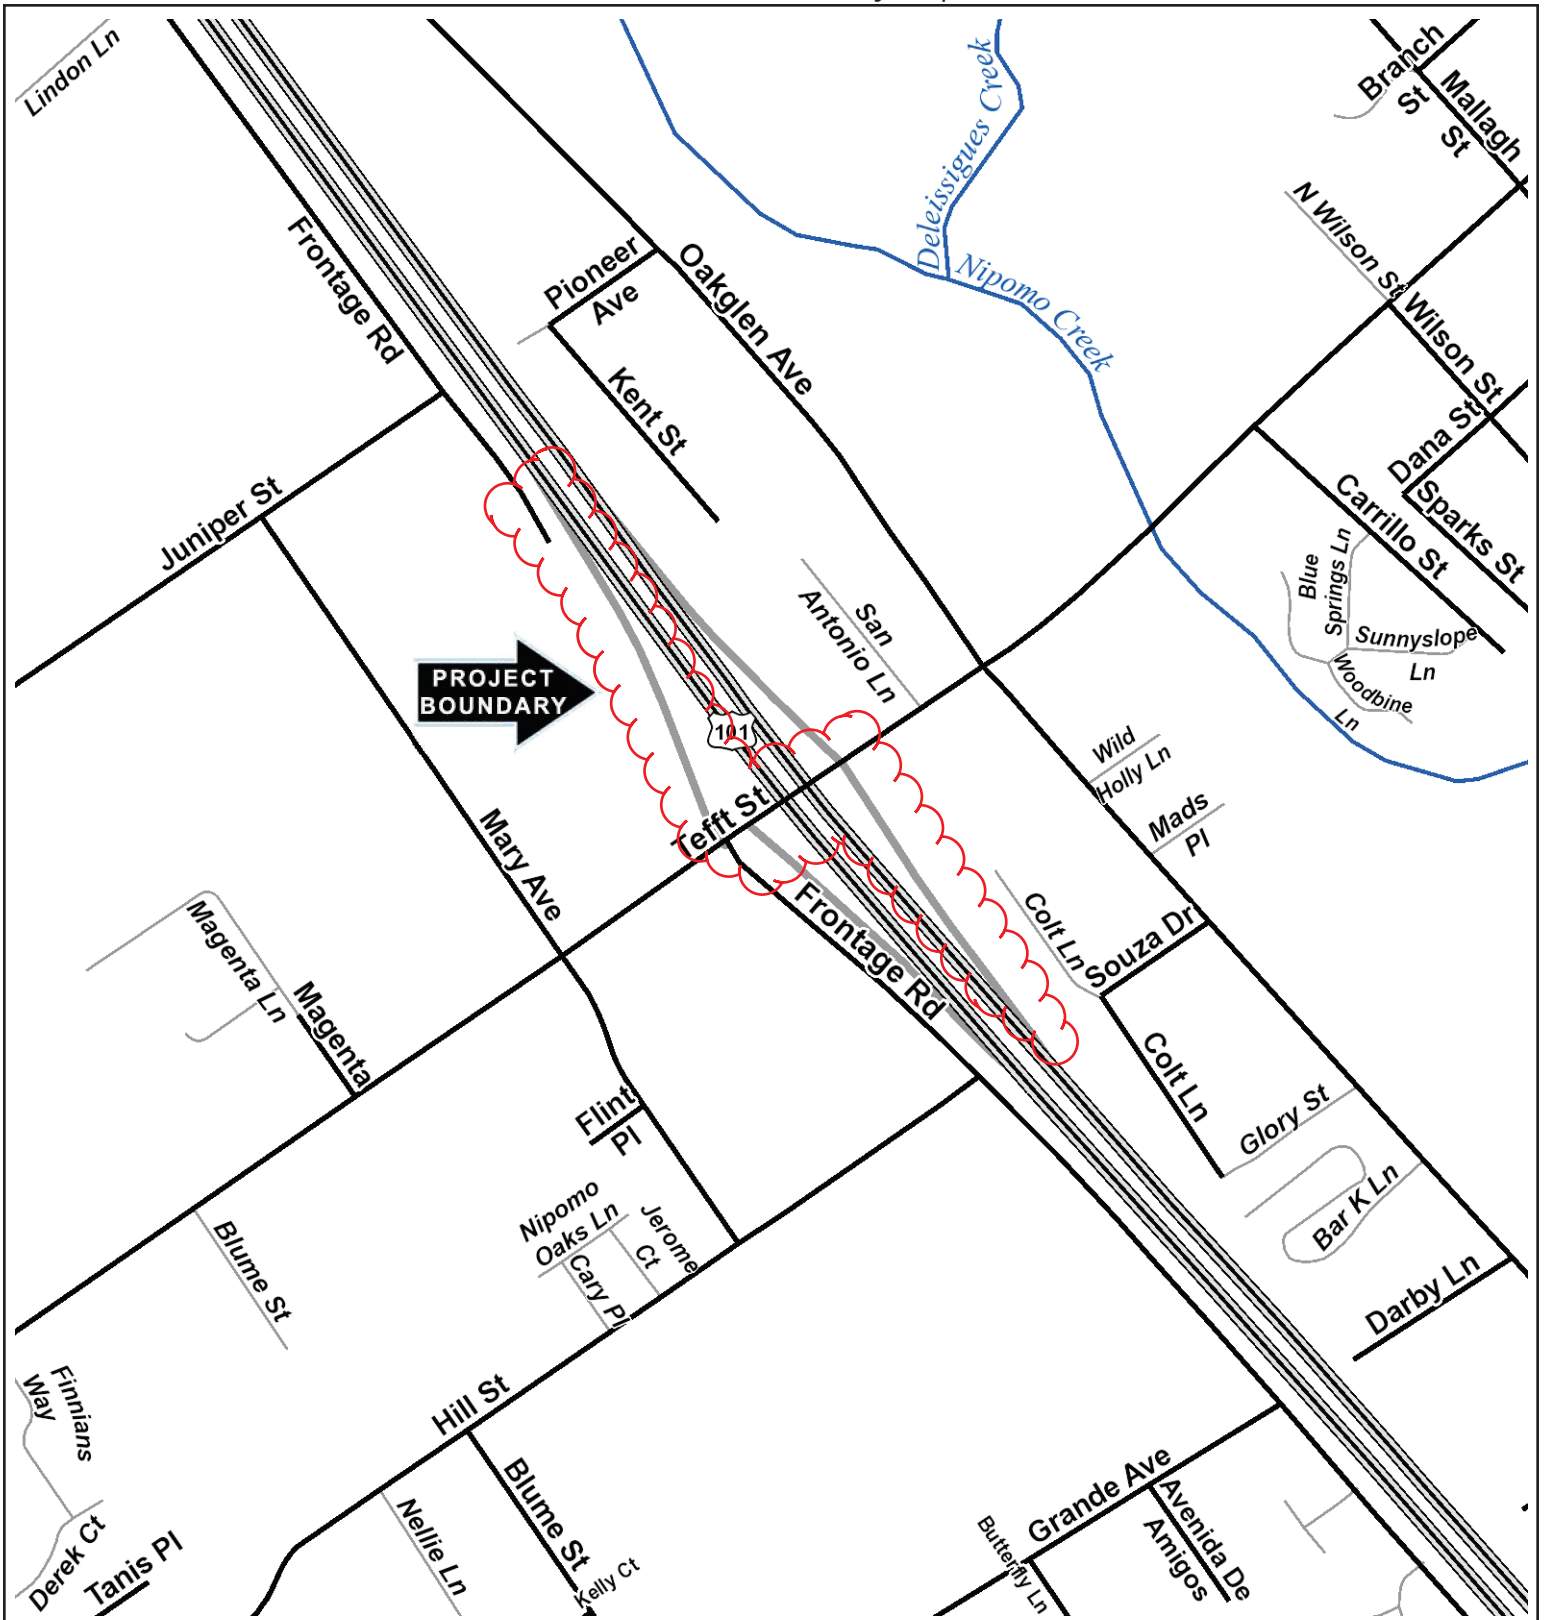 Lindon Ln
Deleissigues Creek
Branch
St
Mallagh
St
Frontage Rd
Pioneer
Ave
Oakglen Ave
Nipomo Creek
N Wilson St
Wilson St
Kent St
Dana St
Sparks St
Carrillo St
Juniper St
Blue
Springs Ln
Sunnyslope
Ln
Woodbine
Ln
San
Antonio Ln
PROJECT
BOUNDARY
101
Wild
Holly Ln
Mads
Pl
Tefft St
Mary Ave
Frontage Rd
Colt Ln
Souza Dr
Magenta Ln
Magenta
Colt Ln
Flint
Pl
Glory St
Bar K Ln
Nipomo
Oaks Ln
Jerome
Ct
Cary Pl
Blume St
Darby Ln
Finnians
Way
Hill St
Blume St
Nellie Ln
Kelly Ct
Derek Ct
Tanis Pl
Grande Ave
Butterfly Ln
Avenida De
Amigos